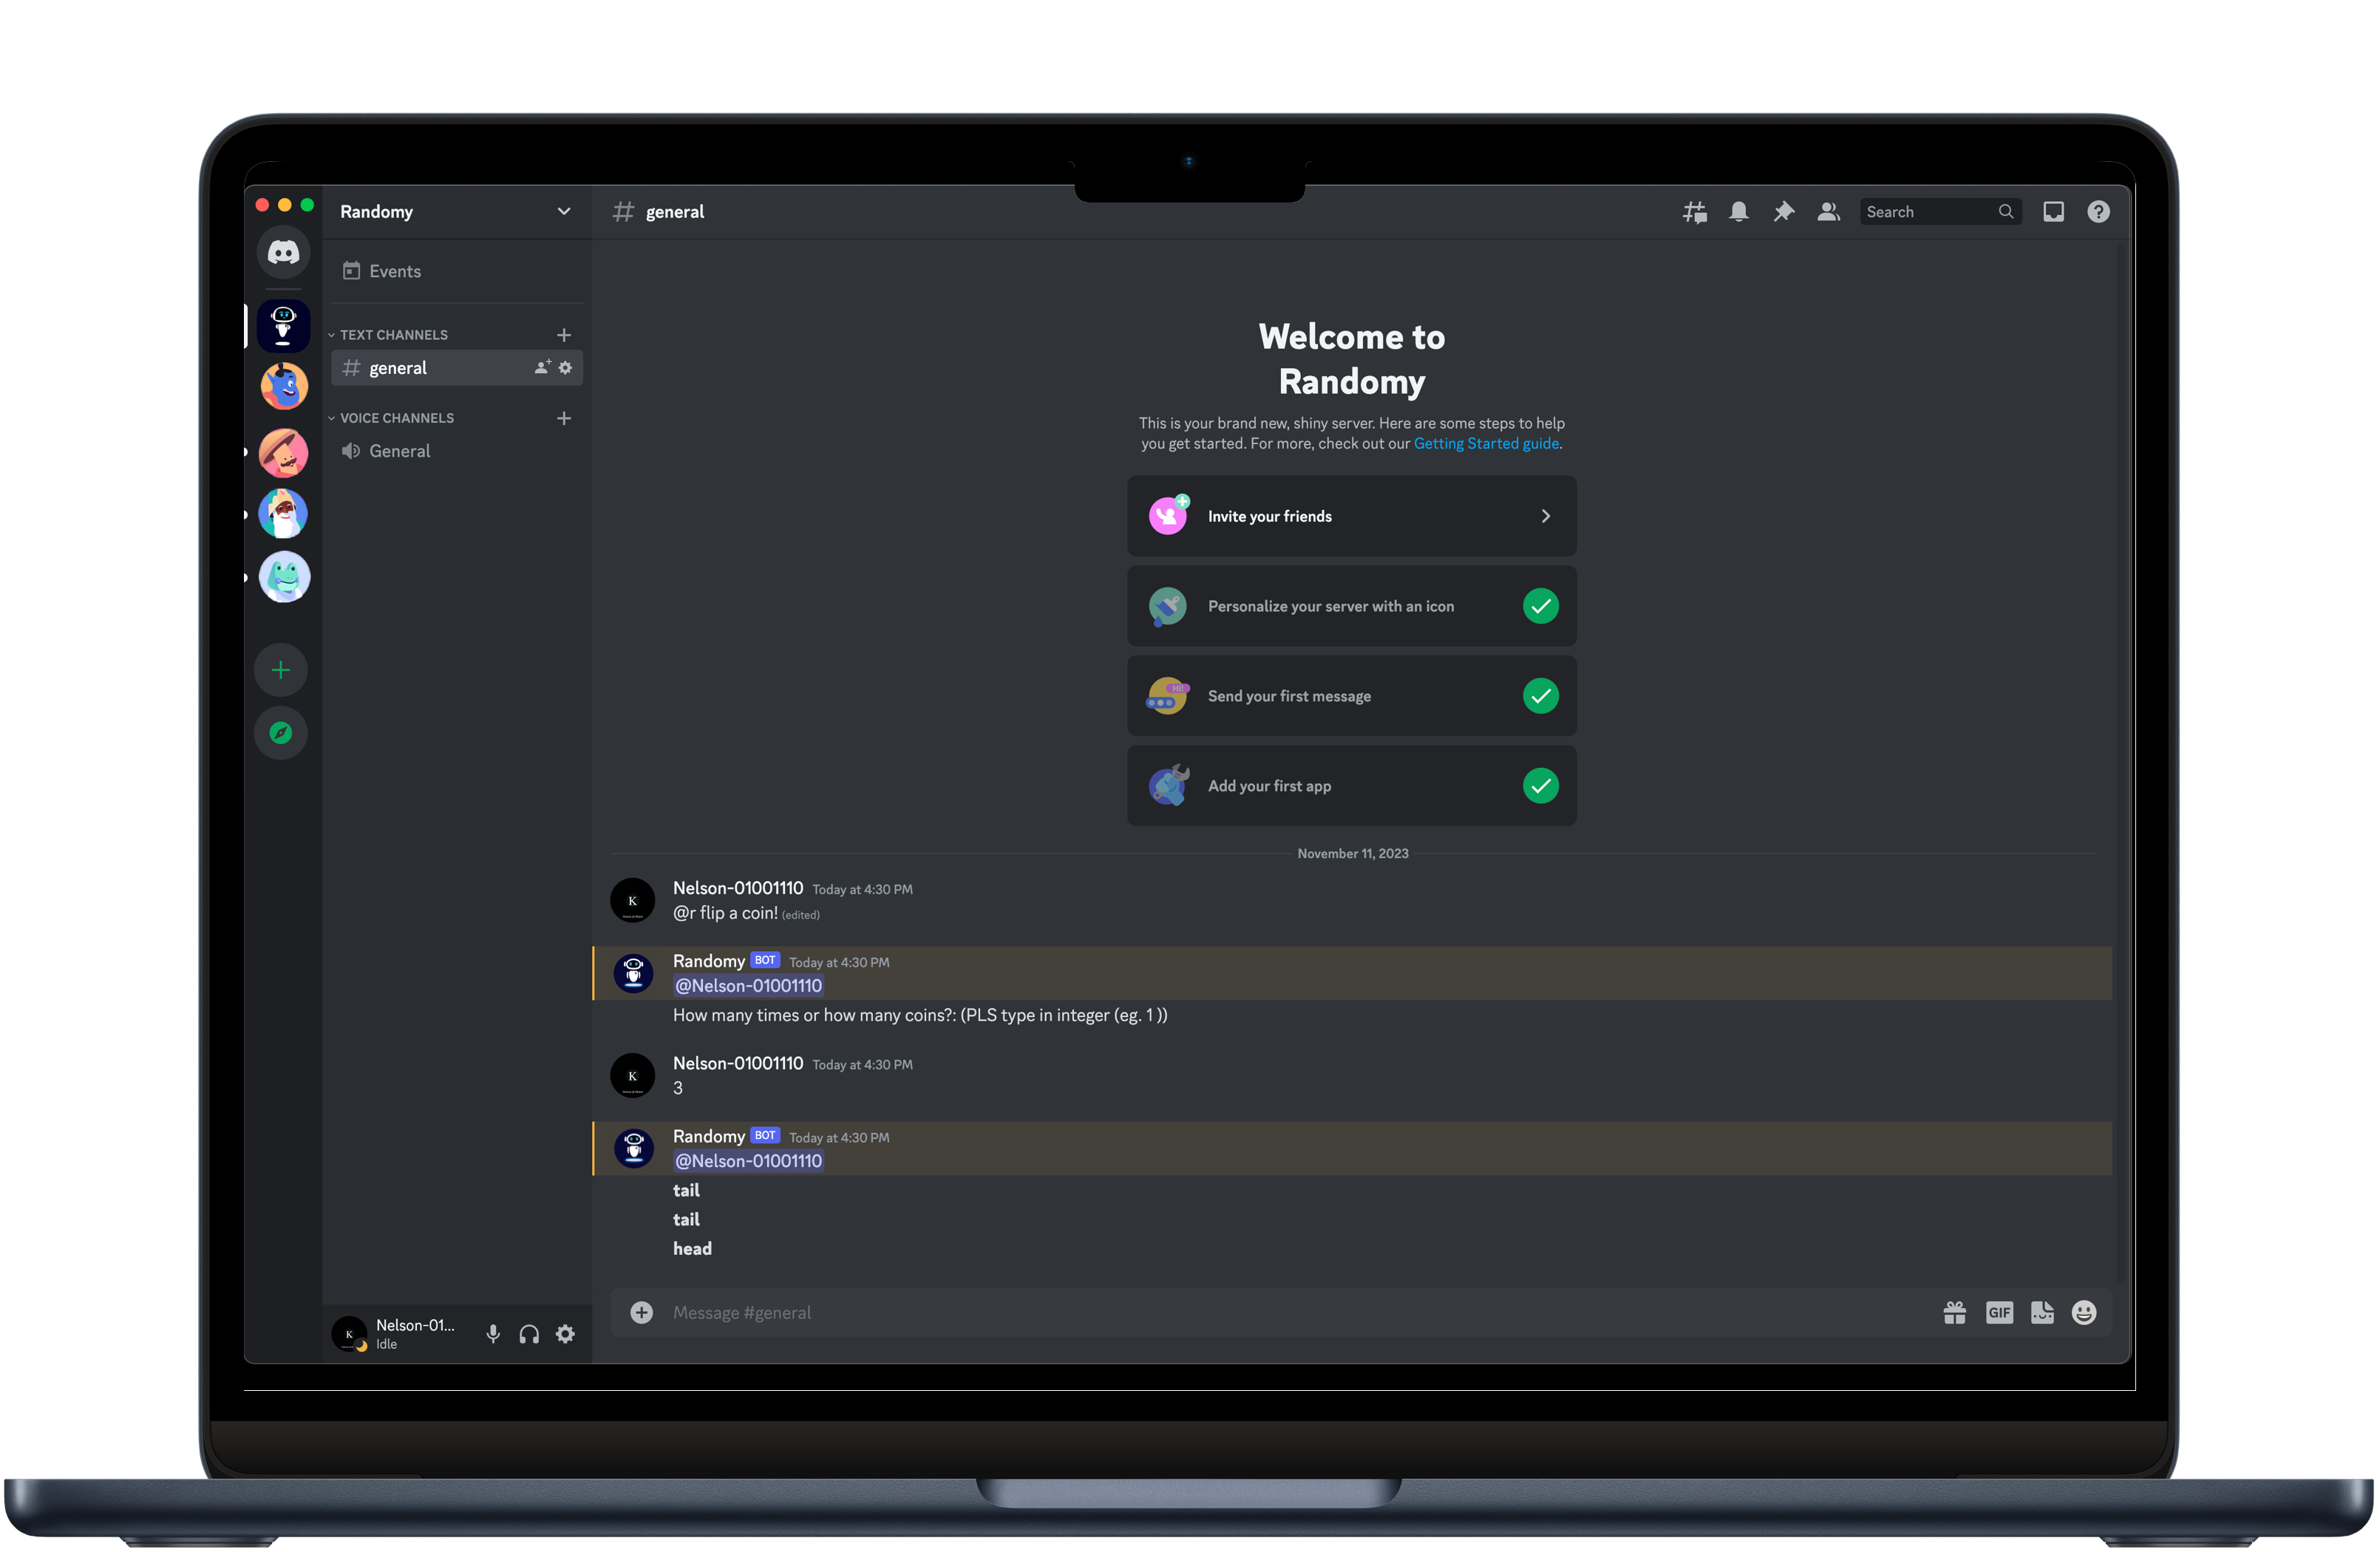 Randomy
# general
Search
Events
TEXT CHANNELS
general
VOICE CHANNELS
General
Welcome to
Randomy
This is your brand new, shiny server. Here are some steps to help
you get started. For more, check out our Getting Started guide.
Invite your friends
Personalize your server with an icon
Hi!
Send your first message
Add your first app
November 11, 2023
K
Nelson-01001110 Today at 4:30 PM
@r flip a coin! (edited)
Randomy BOT Today at 4:30 PM
@Nelson-01001110
How many times or how many coins?: (PLS type in integer (eg. 1 ))
K
Nelson-01001110 Today at 4:30 PM
3
Randomy BOT Today at 4:30 PM
@Nelson-01001110
tail
tail
head
Message #general
GIF
K
Nelson-01...
Idle